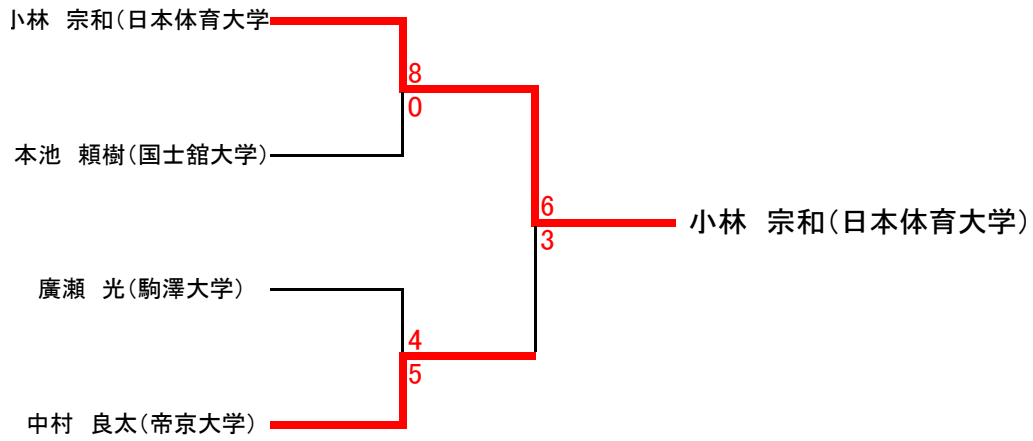 小林　宗和(日本体育大学
8
0
本池　頼樹(国士舘大学)
6
3
小林　宗和(日本体育大学)
廣瀬　光(駒澤大学)
4
5
中村　良太(帝京大学)